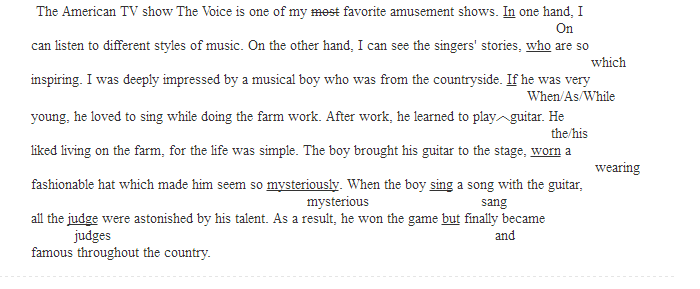 The American TV show The Voice is one of my most favorite amusement shows. In one hand, I
On
can listen to different styles of music. On the other hand, I can see the singers' stories, who are so
which
inspiring. I was deeply impressed by a musical boy who was from the countryside. If he was very
When/As/While
young, he loved to sing while doing the farm work. After work, he learned to play︿guitar. He
the/his
liked living on the farm, for the life was simple. The boy brought his guitar to the stage, worn a
wearing
fashionable hat which made him seem so mysteriously. When the boy sing a song with the guitar,
mysterious sang
all the judge were astonished by his talent. As a result, he won the game but finally became
judges and
famous throughout the country.